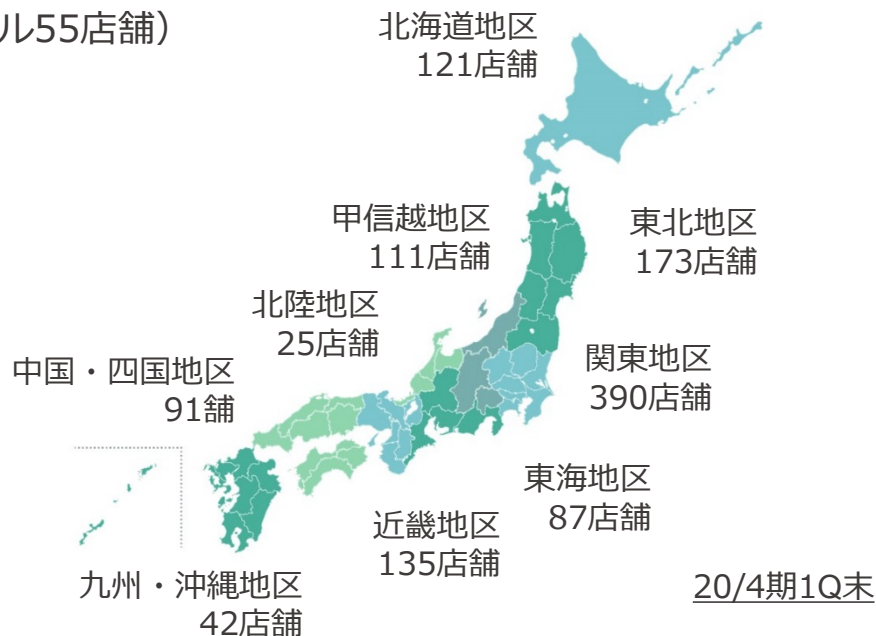 ル55店舗）
北海道地区
121店舗
甲信越地区
111店舗
東北地区
173店舗
北陸地区
25店舗
中国・四国地区
91舗
関東地区
390店舗
東海地区
87店舗
近畿地区
135店舗
九州・沖縄地区
42店舗
20/4期1Q末